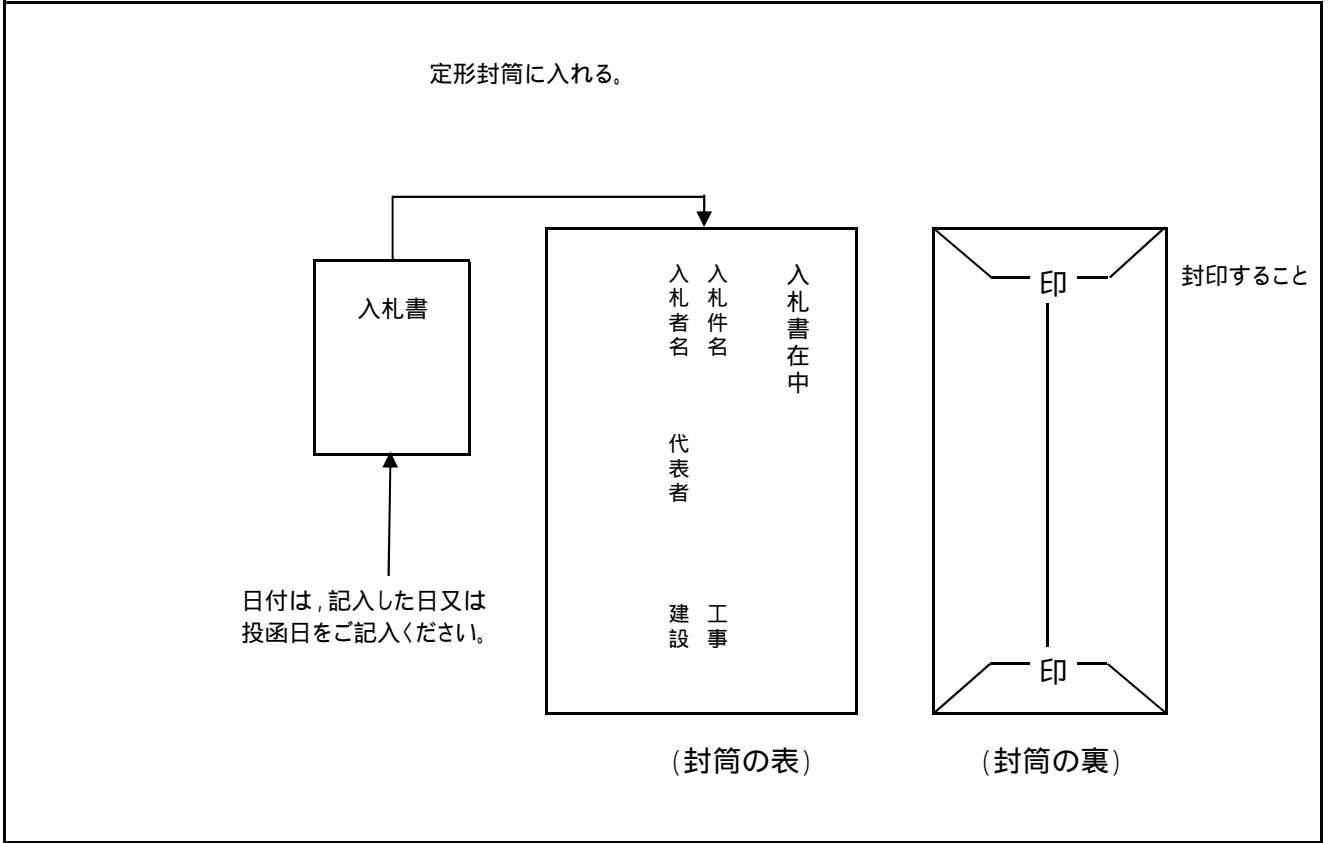 定形封筒に入れる。
入札書
入札書在中
入札件名 工事
入札者名 代表者 建設
印
封印すること
印
日付は,記入した日又は
投函日をご記入ください。
(封筒の表)
(封筒の裏)